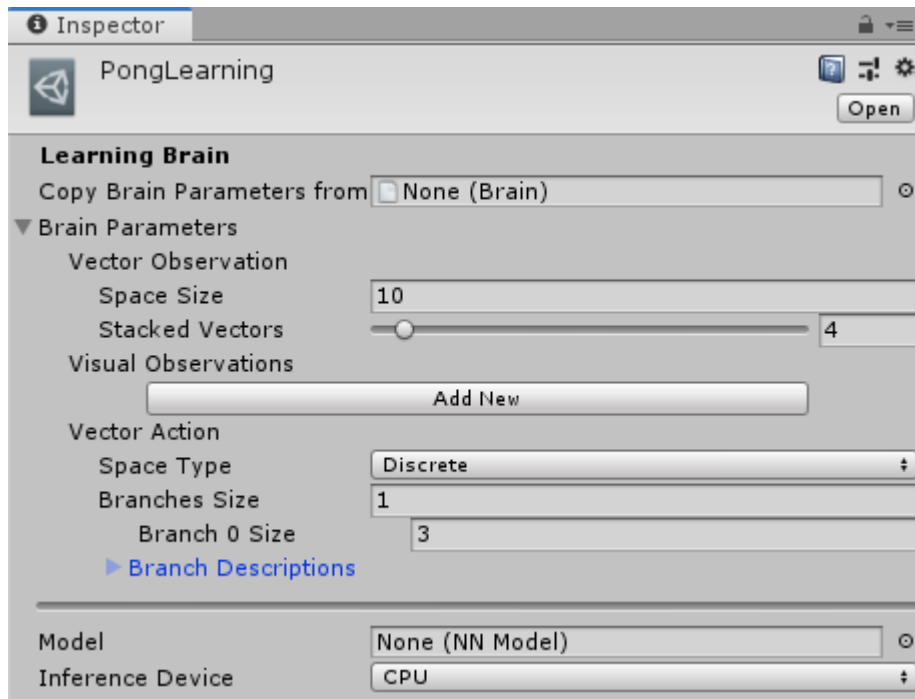 Inspector
PongLearning
Open
Learning Brain
Copy Brain Parameters from None (Brain)
Brain Parameters
Vector Observation
Space Size 10
Stacked Vectors 4
Visual Observations
Add New
Vector Action
Space Type Discrete
Branches Size 1
Branch 0 Size 3
Branch Descriptions
Model None (NN Model)
Inference Device CPU